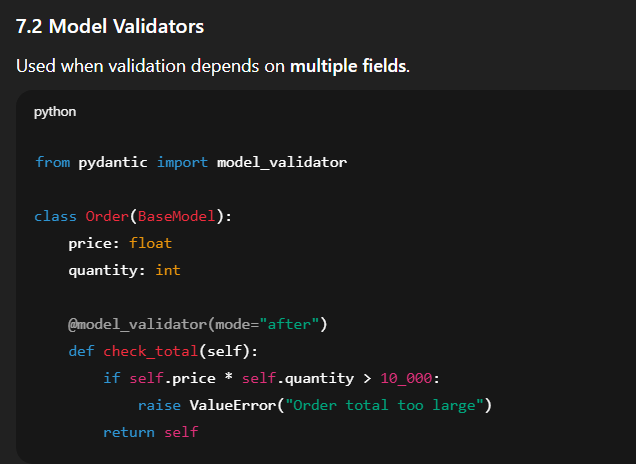 7.2 Model Validators
Used when validation depends on multiple fields.
python
from pydantic import model_validator
class Order(BaseModel):
    price: float
    quantity: int
    @model_validator(mode="after")
    def check_total(self):
        if self.price * self.quantity > 10_000:
            raise ValueError("Order total too large")
        return self